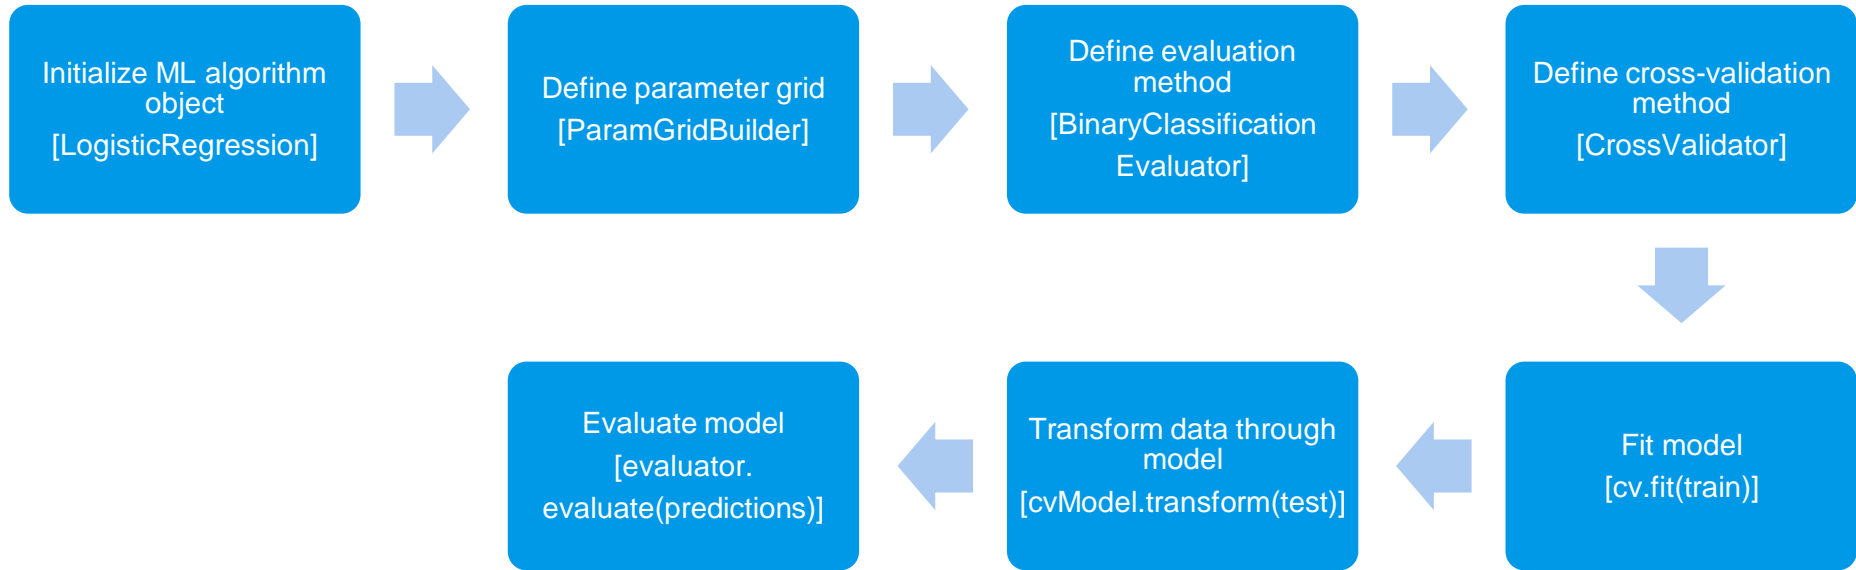 Initialize ML algorithm
object
[LogisticRegression]
Define parameter grid
[ParamGridBuilder]
Define evaluation
method
[BinaryClassification
Evaluator]
Define cross-validation
method
[CrossValidator]
Fit model
[cv.fit(train)]
Transform data through
model
[cvModel.transform(test)]
Evaluate model
[evaluator.
evaluate(predictions)]